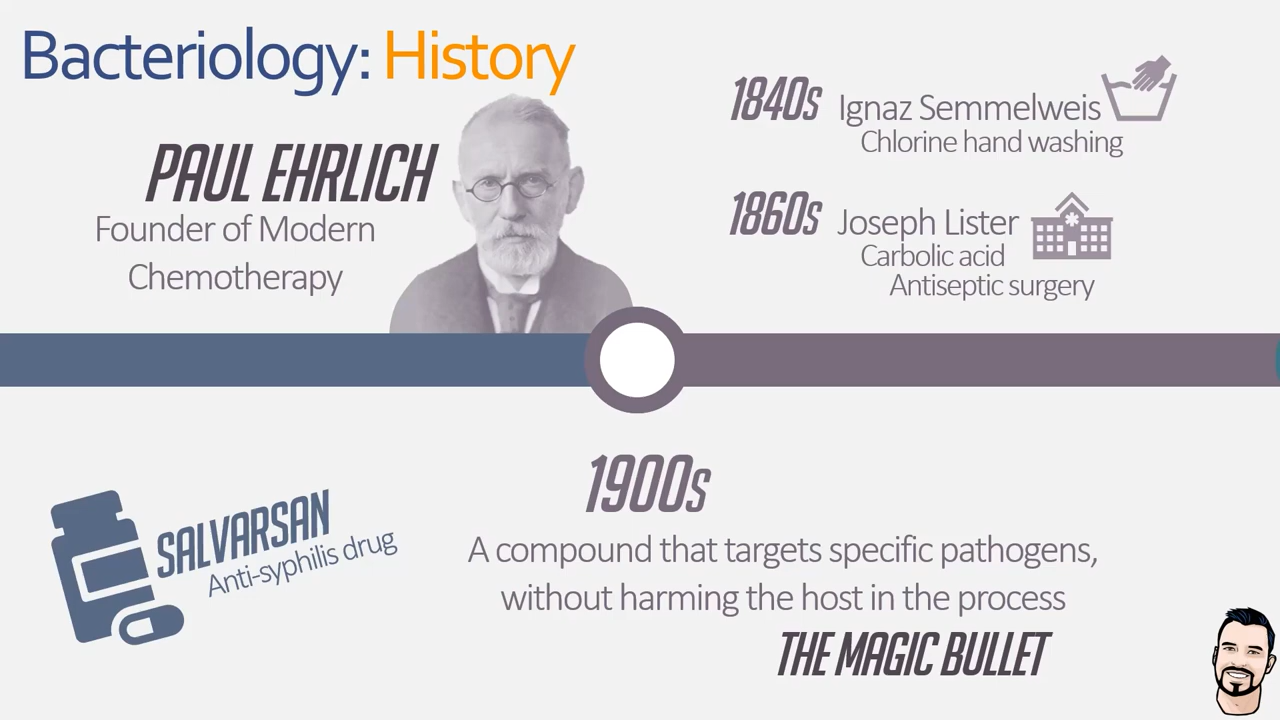 Bacteriology: History
PAUL EHRLICH
Founder of Modern
Chemotherapy
1840s Ignaz Semmelweis
Chlorine hand washing
1860s Joseph Lister
Carbolic acid
Antiseptic surgery
SALVARSAN
Anti-syphilis drug
1900s
A compound that targets specific pathogens,
without harming the host in the process
THE MAGIC BULLET